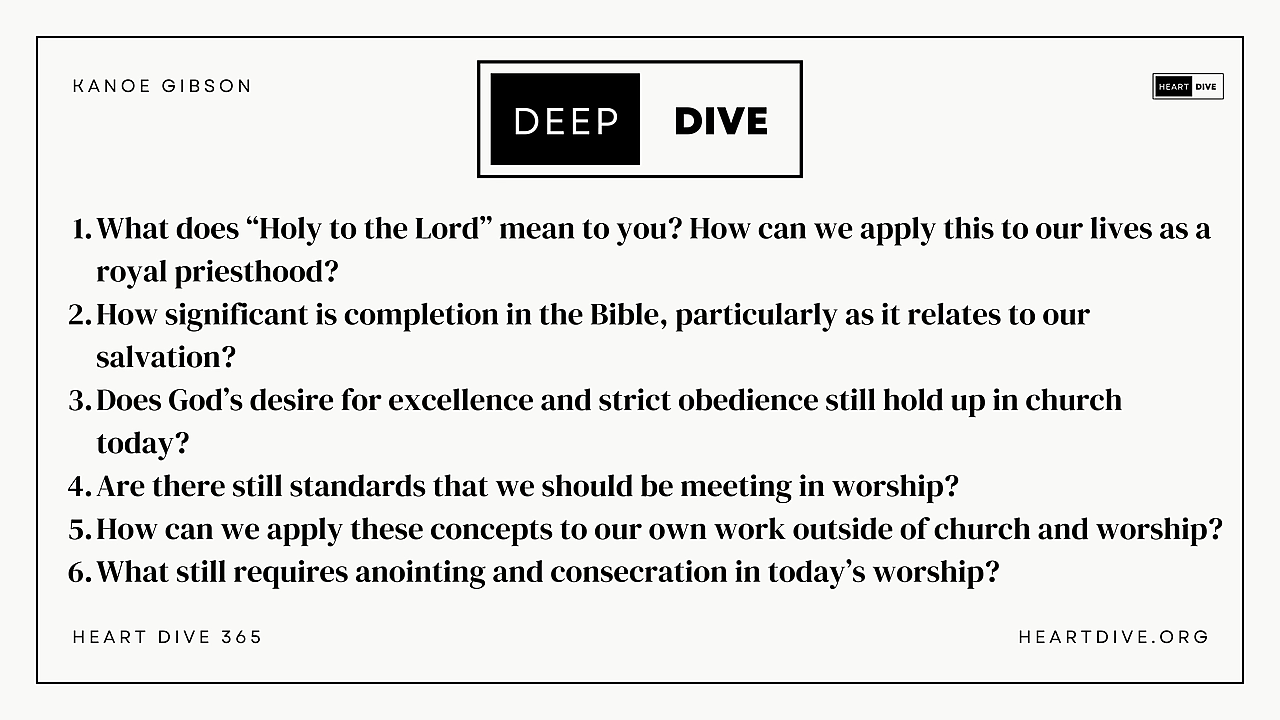 KANOE GIBSON
DEEP DIVE
HEART DIVE
1. What does “Holy to the Lord” mean to you? How can we apply this to our lives as a
royal priesthood?
2. How significant is completion in the Bible, particularly as it relates to our
salvation?
3. Does God’s desire for excellence and strict obedience still hold up in church
today?
4. Are there still standards that we should be meeting in worship?
5. How can we apply these concepts to our own work outside of church and worship?
6. What still requires anointing and consecration in today’s worship?
HEART DIVE 365
HEARTDIVE.ORG